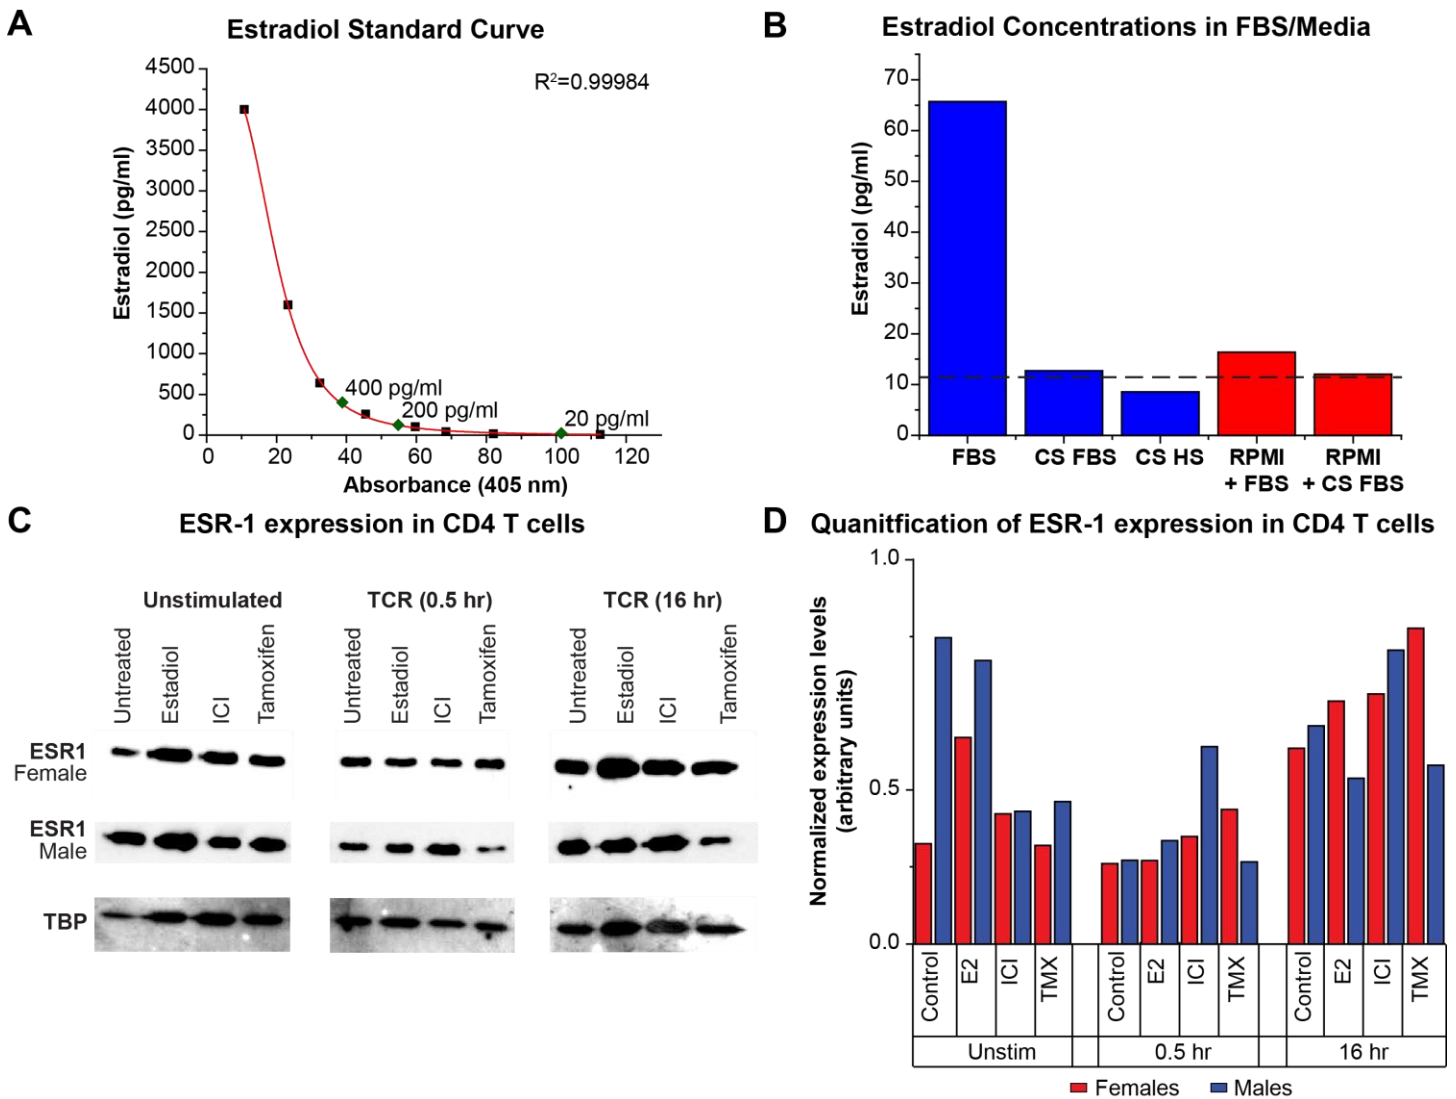 A
Estradiol Standard Curve
R²=0.99984
Estradiol (pg/ml)
4500
4000
3500
3000
2500
2000
1500
1000
500
0
400 pg/ml
200 pg/ml
20 pg/ml
0 20 40 60 80 100 120
Absorbance (405 nm)
B
Estradiol Concentrations in FBS/Media
Estradiol (pg/ml)
70
60
50
40
30
20
10
0
FBS CS FBS CS HS RPMI RPMI
+ FBS + CS FBS
C
ESR-1 expression in CD4 T cells
Unstimulated TCR (0.5 hr) TCR (16 hr)
Untreated Estadiol ICI Tamoxifen Untreated Estadiol ICI Tamoxifen Untreated Estadiol ICI Tamoxifen
ESR1
Female
ESR1
Male
TBP
D
Quanitfication of ESR-1 expression in CD4 T cells
Normalized expression levels
(arbitrary units)
1.0
0.5
0.0
Control E2 ICI TMX Control E2 ICI TMX Control E2 ICI TMX
Unstim 0.5 hr 16 hr
Females Males